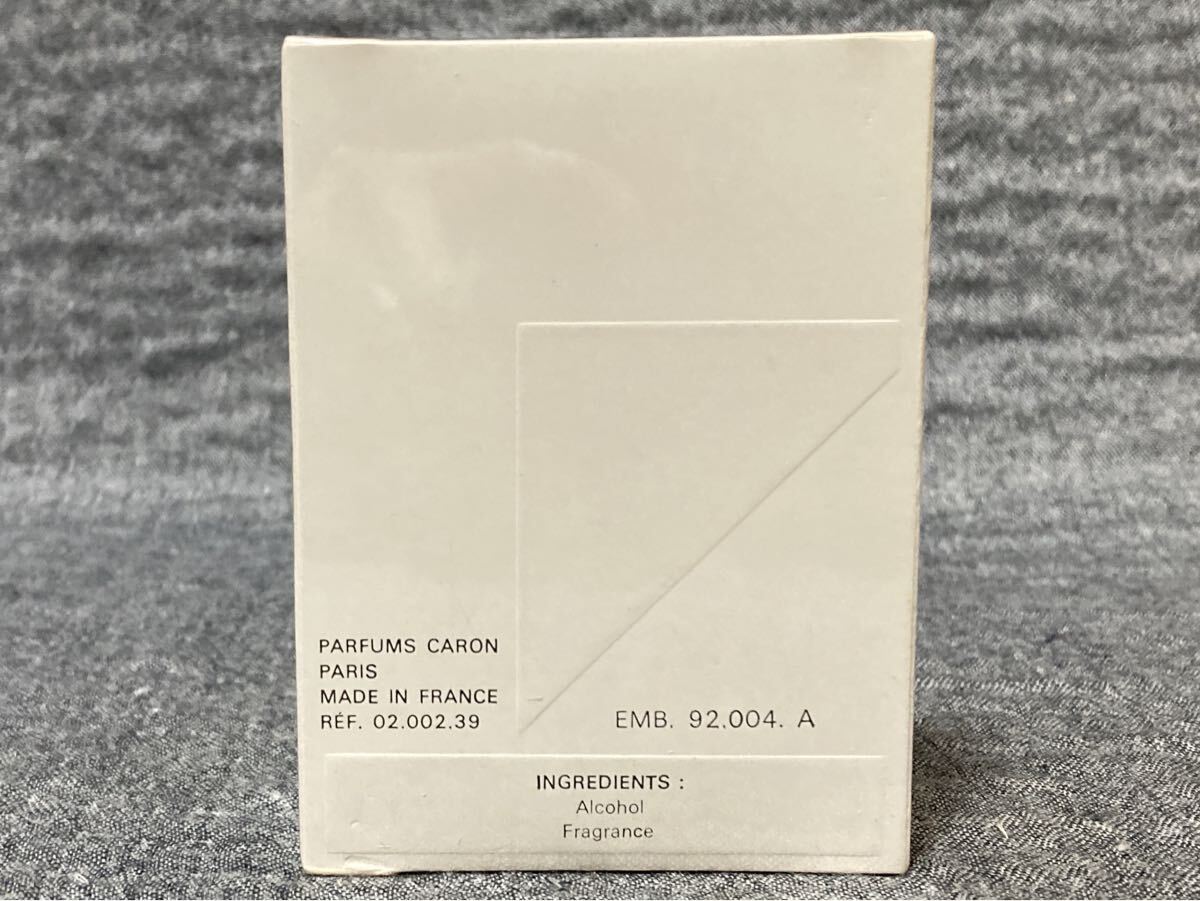 PARFUMS CARON
PARIS
MADE IN FRANCE
RÉF. 02.002.39
EMB. 92.004. A
INGREDIENTS :
Alcohol
Fragrance